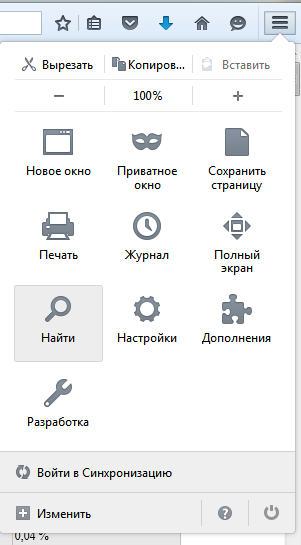 Вырезать Копиров... Вставить
100%
Новое окно Приватное Сохранить
окно страницу
Печать Журнал Полный
экран
Найти Настройки Дополнения
Разработка
Войти в Синхронизацию
Изменить
0,04 %